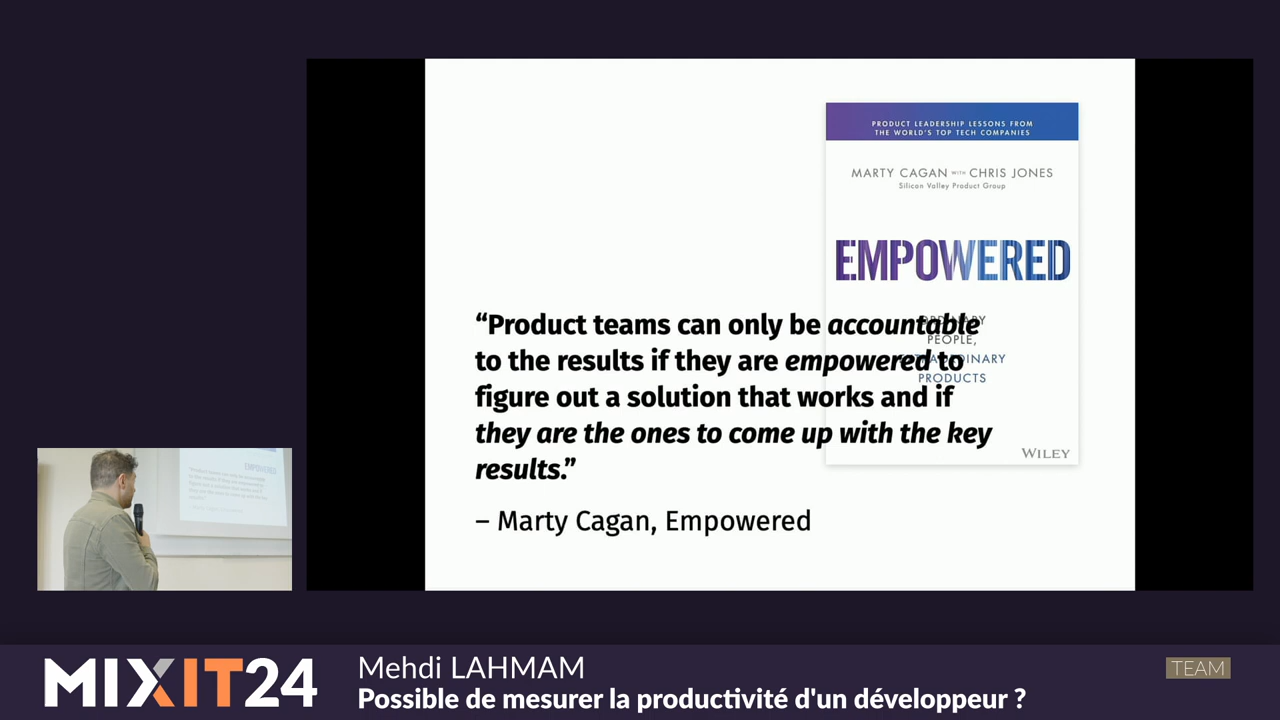 PRODUCT LEADERSHIP LESSONS FROM
THE WORLD'S TOP TECH COMPANIES
MARTY CAGAN WITH CHRIS JONES
Silicon Valley Product Group
EMPOWERED
PEOPLE,
PRODUCTS
WILEY
“Product teams can only be accountable
to the results if they are empowered to
figure out a solution that works and if
they are the ones to come up with the key
results.”
– Marty Cagan, Empowered
EMPOWERED
MIXIT24
Mehdi LAHMAM
Possible de mesurer la productivité d'un développeur ?
TEAM